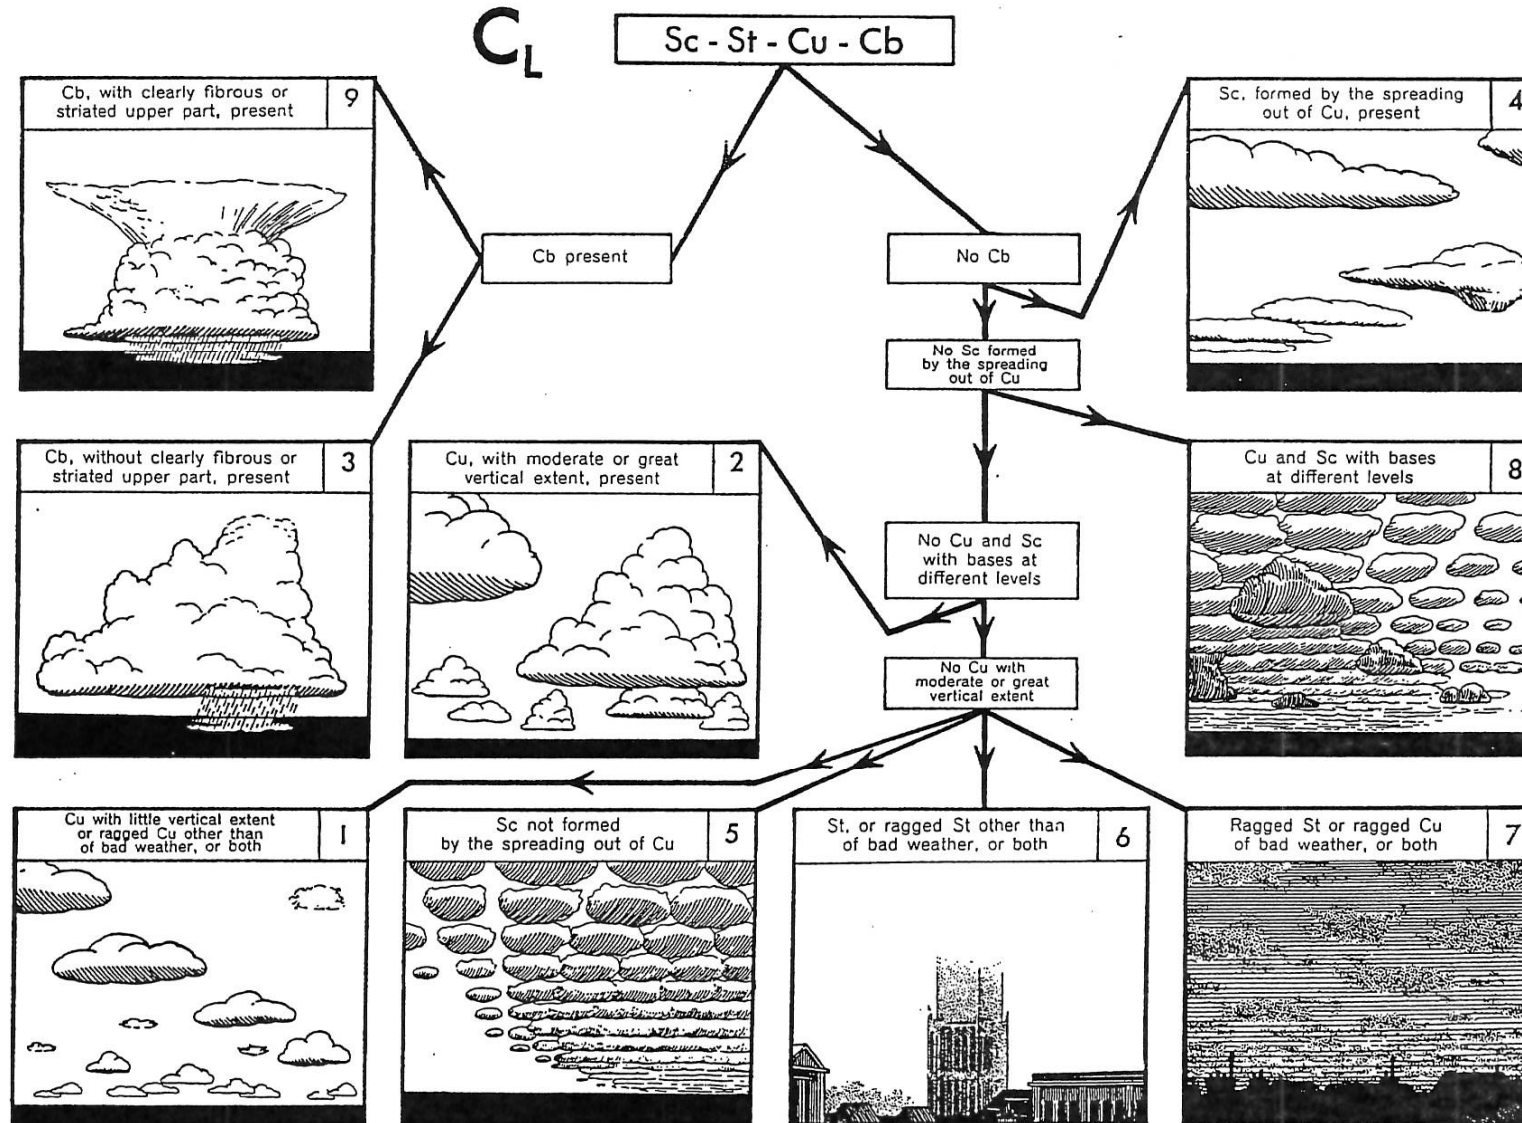 C_L
Sc - St - Cu - Cb
Cb, with clearly fibrous or
striated upper part, present
9
Sc, formed by the spreading
out of Cu, present
4
Cb present
No Cb
No Sc formed
by the spreading
out of Cu
Cb, without clearly fibrous or
striated upper part, present
3
Cu, with moderate or great
vertical extent, present
2
Cu and Sc with bases
at different levels
8
No Cu and Sc
with bases at
different levels
No Cu with
moderate or great
vertical extent
Cu with little vertical extent
or ragged Cu other than
of bad weather, or both
1
Sc not formed
by the spreading out of Cu
5
St, or ragged St other than
of bad weather, or both
6
Ragged St or ragged Cu
of bad weather, or both
7